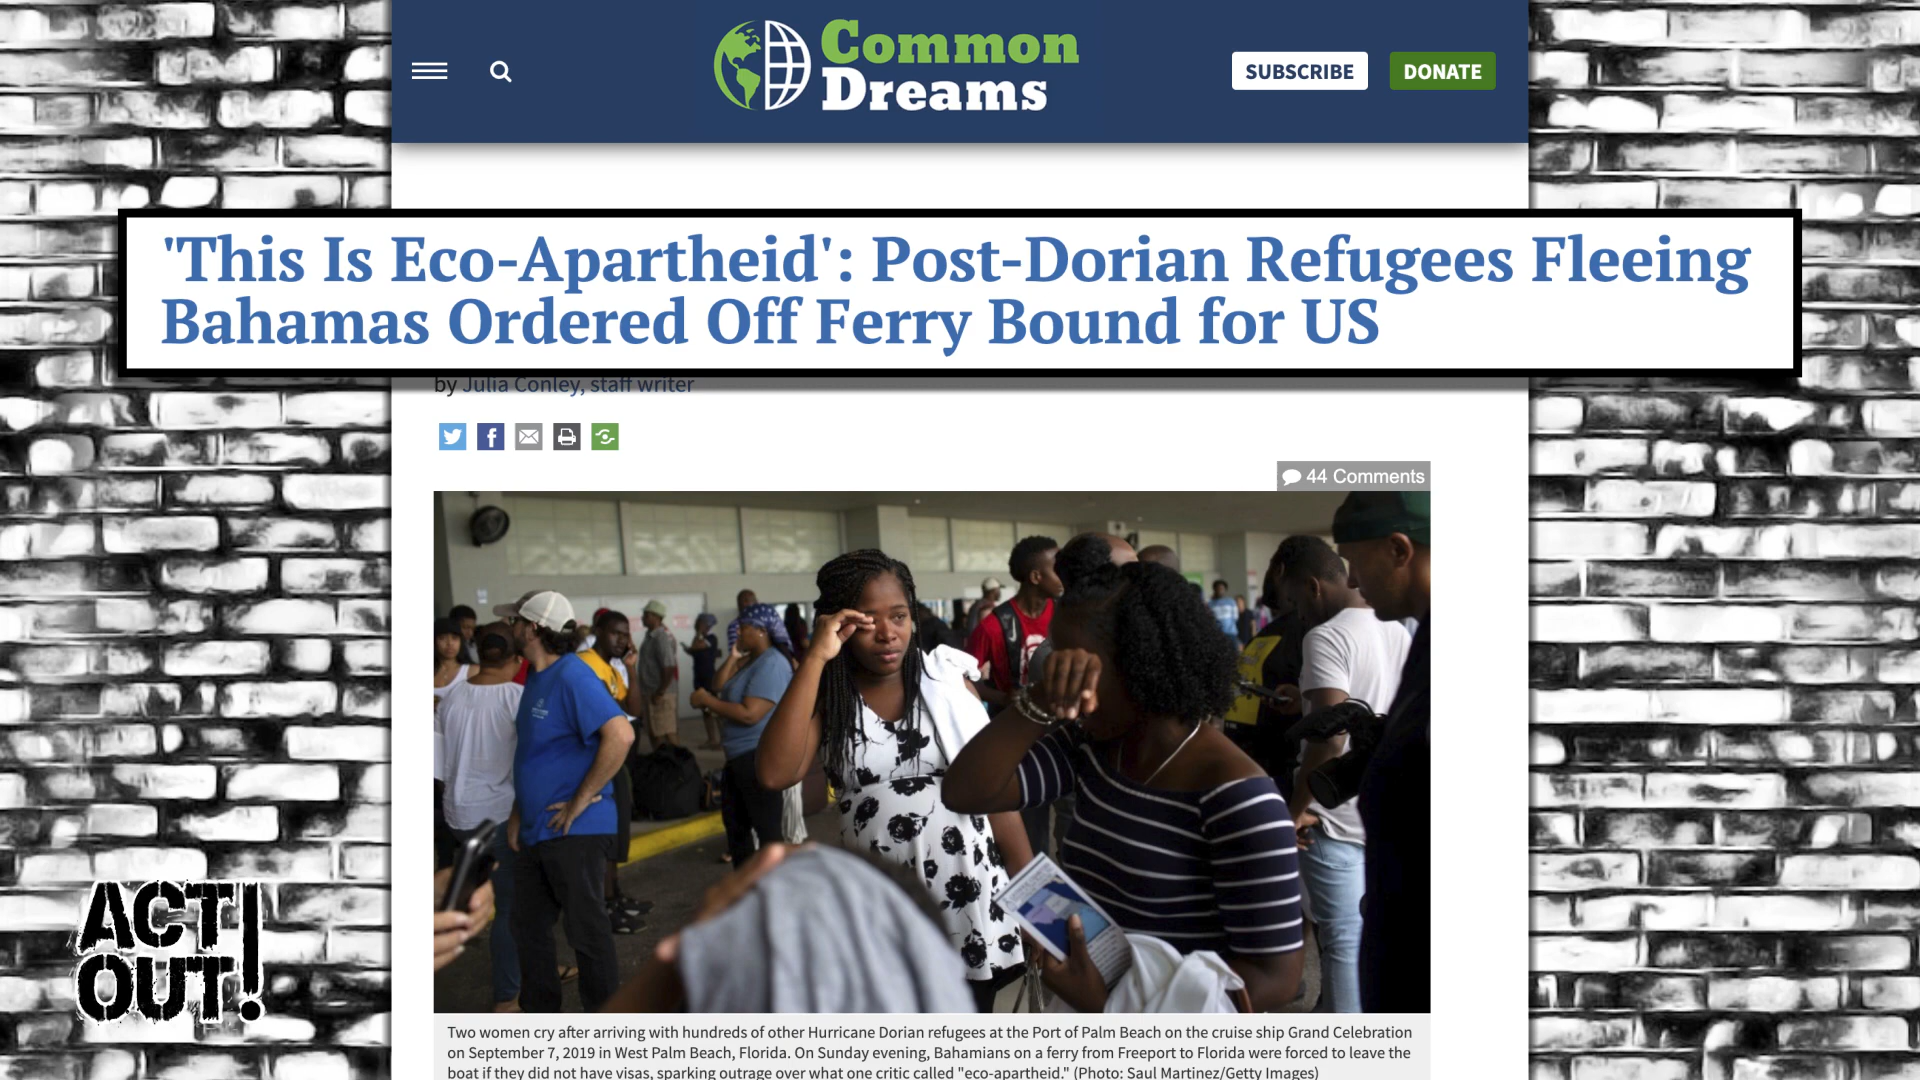 Common
Dreams
SUBSCRIBE
DONATE
'This Is Eco-Apartheid': Post-Dorian Refugees Fleeing
Bahamas Ordered Off Ferry Bound for US
by Julia Conley, staff writer
44 Comments
ACT
OUT!
Two women cry after arriving with hundreds of other Hurricane Dorian refugees at the Port of Palm Beach on the cruise ship Grand Celebration
on September 7, 2019 in West Palm Beach, Florida. On Sunday evening, Bahamians on a ferry from Freeport to Florida were forced to leave the
boat if they did not have visas, sparking outrage over what one critic called "eco-apartheid." (Photo: Saul Martinez/Getty Images)